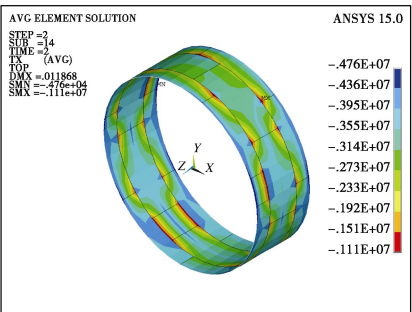 AVG ELEMENT SOLUTION
ANSYS 15.0
STEP =2
SUB =14
TIME =2
TX (AVG)
TOP
DMX =.011868
SMN =-.476e+04
SMX =-.111e+07
MN
MX
Y
Z X
-.476E+07
-.436E+07
-.395E+07
-.355E+07
-.314E+07
-.273E+07
-.233E+07
-.192E+07
-.151E+07
-.111E+07